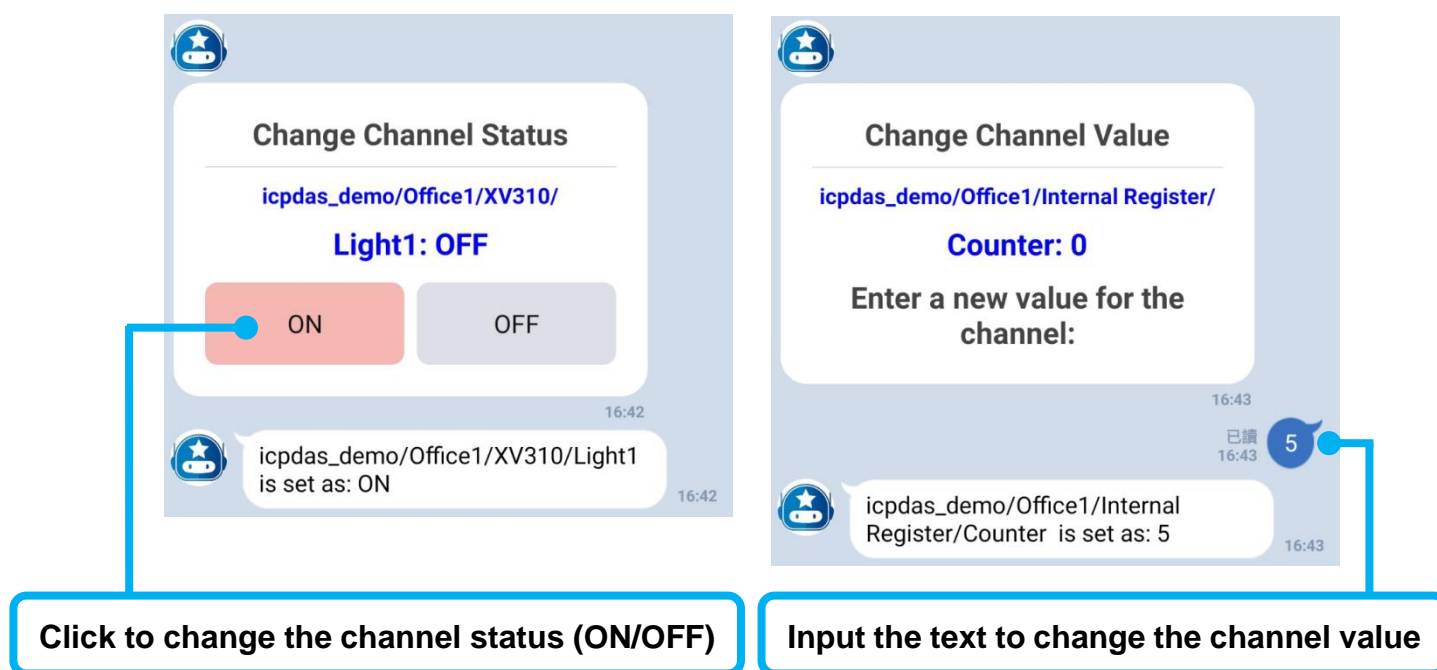 Change Channel Status
icpdas_demo/Office1/XV310/
Light1: OFF
ON
OFF
16:42
icpdas_demo/Office1/XV310/Light1
is set as: ON
16:42
Click to change the channel status (ON/OFF)
Change Channel Value
icpdas_demo/Office1/Internal Register/
Counter: 0
Enter a new value for the
channel:
16:43
已讀
16:43
5
icpdas_demo/Office1/Internal
Register/Counter is set as: 5
16:43
Input the text to change the channel value